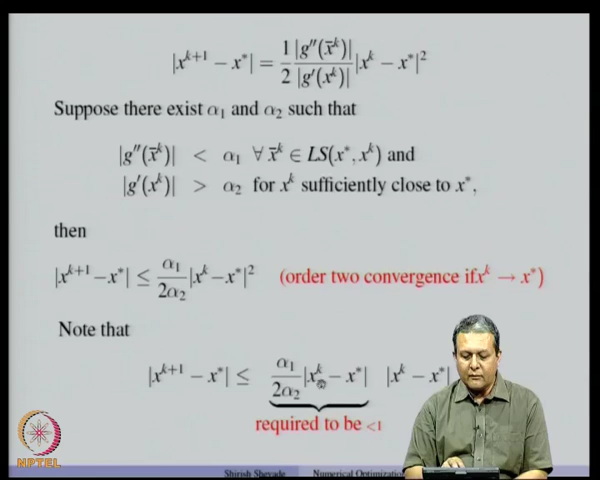 |x^{k+1} − x^*| = \frac{1}{2} \frac{|g''(\bar{x}^k)|}{|g'(x^k)|} |x^k − x^*|^2
Suppose there exist α_1 and α_2 such that
|g''(\bar{x}^k)| < α_1 ∀ \bar{x}^k ∈ LS(x^*, x^k) and
|g'(x^k)| > α_2 for x^k sufficiently close to x^*,
then
|x^{k+1} − x^*| ≤ \frac{α_1}{2α_2} |x^k − x^*|^2 (order two convergence if x^k → x^*)
Note that
|x^{k+1} − x^*| ≤ \frac{α_1}{2α_2} |x^k − x^*| |x^k − x^*|
required to be <1
NPTEL
Shirish Shevade Numerical Optimization